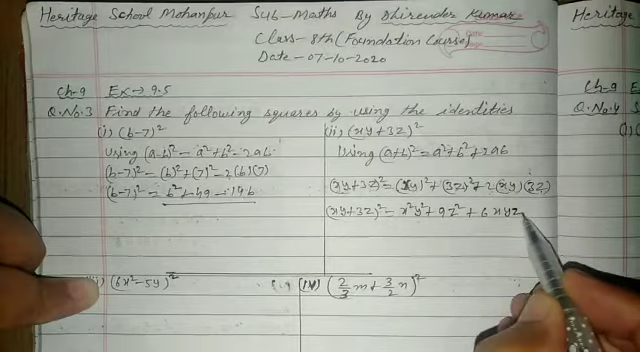 Heritage School Mohanpur Sub-Maths By Dhirender Kumar
Class-8th (Foundation Course)
Date-07-10-2020
Ch-9 Ex→9.5
Q.No.3 Find the following squares by using the identities
(i) (b-7)²
Using (a-b)² = a²+b²-2ab
(b-7)² = (b)²+(7)²-2(b)(7)
(b-7)² = b²+49-14b
(ii) (xy+3z)²
Using (a+b)² = a²+b²+2ab
(xy+3z)² = (xy)²+(3z)²+2(xy)(3z)
(xy+3z)² = x²y²+9z²+6xyz
(6x²-5y)²
(iv) (2/3 m + 3/2 n)²
Heritage
Ch-9 E
Q.No.4